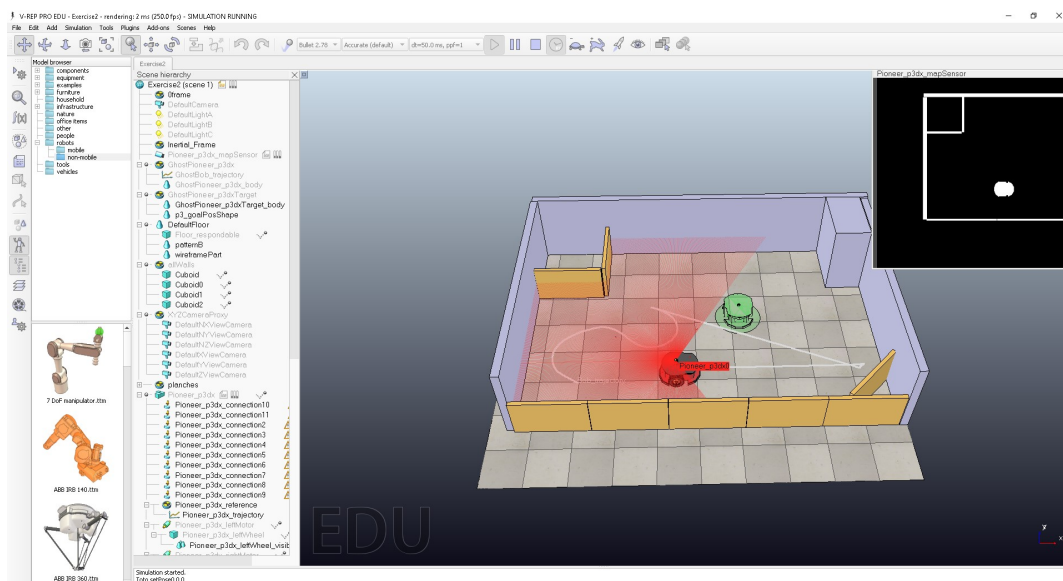 V-REP PRO EDU - Exercise2 - rendering: 2 ms (250.0 fps) - SIMULATION RUNNING
File Edit Add Simulation Tools Plugins Add-ons Scenes Help
Bullet 2.78 Accurate (default) dt=50.0 ms, ppf=1
Model browser
components
equipment
examples
furniture
household
infrastructure
nature
office items
other
people
robots
mobile
non-mobile
tools
vehicles
7 DoF manipulator.ttm
ABB IRB 140.ttm
ABB IRB 360.ttm
Exercise2
Scene hierarchy
Exercise2 (scene 1)
0frame
DefaultCamera
DefaultLightA
DefaultLightB
DefaultLightC
Inertial_Frame
Pioneer_p3dx_mapSensor
GhostPioneer_p3dx
GhostBob_trajectory
GhostPioneer_p3dx_body
GhostPioneer_p3dxTarget
GhostPioneer_p3dxTarget_body
p3_goalPosShape
DefaultFloor
Floor_respondable
patternB
wireframePart
allWalls
Cuboid
Cuboid0
Cuboid1
Cuboid2
XYZCameraProxy
DefaultNXViewCamera
DefaultNYViewCamera
DefaultNZViewCamera
DefaultXViewCamera
DefaultYViewCamera
DefaultZViewCamera
planches
Pioneer_p3dx
Pioneer_p3dx_connection10
Pioneer_p3dx_connection11
Pioneer_p3dx_connection2
Pioneer_p3dx_connection3
Pioneer_p3dx_connection4
Pioneer_p3dx_connection5
Pioneer_p3dx_connection6
Pioneer_p3dx_connection7
Pioneer_p3dx_connection8
Pioneer_p3dx_connection9
Pioneer_p3dx_reference
Pioneer_p3dx_trajectory
Pioneer_p3dx_leftMotor
Pioneer_p3dx_leftWheel
Pioneer_p3dx_leftWheel_visib
Pioneer_p3dx_mapSensor
Pioneer_p3dx0
EDU
y
x
Simulation started.